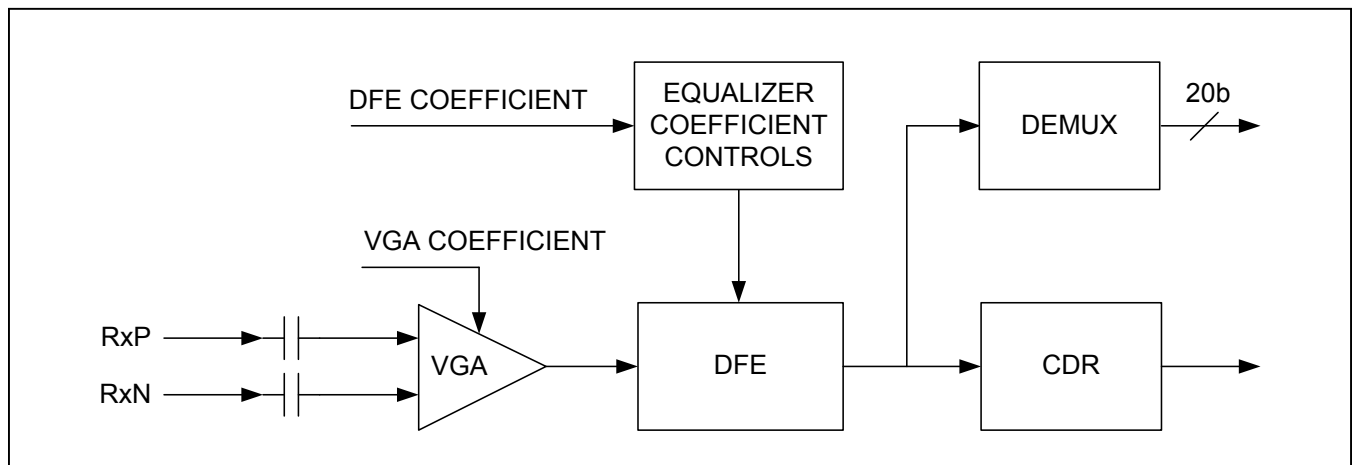 DFE COEFFICIENT
EQUALIZER
COEFFICIENT
CONTROLS
DEMUX
20b
VGA COEFFICIENT
RxP
RxN
VGA
DFE
CDR